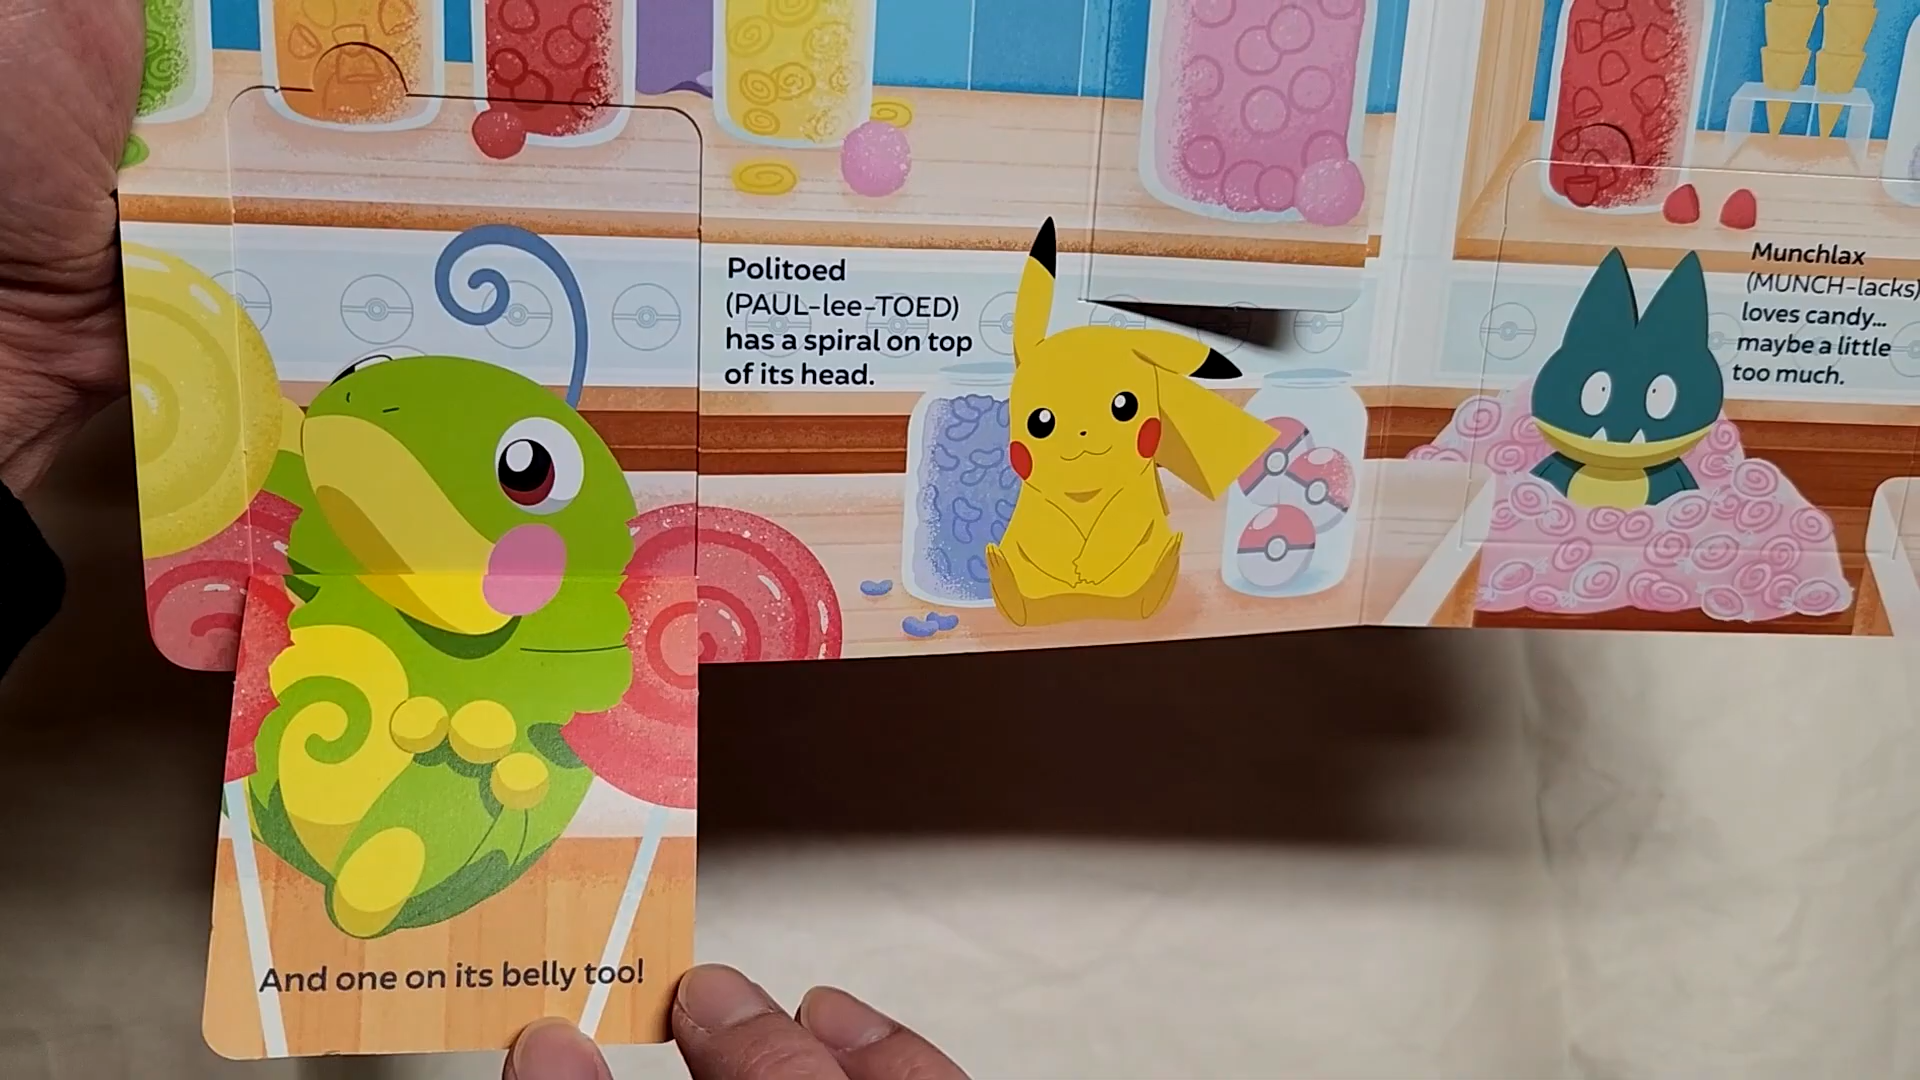 Politoed
(PAUL-lee-TOED)
has a spiral on top
of its head.
Munchlax
(MUNCH-lacks)
loves candy...
maybe a little
too much.
And one on its belly too!